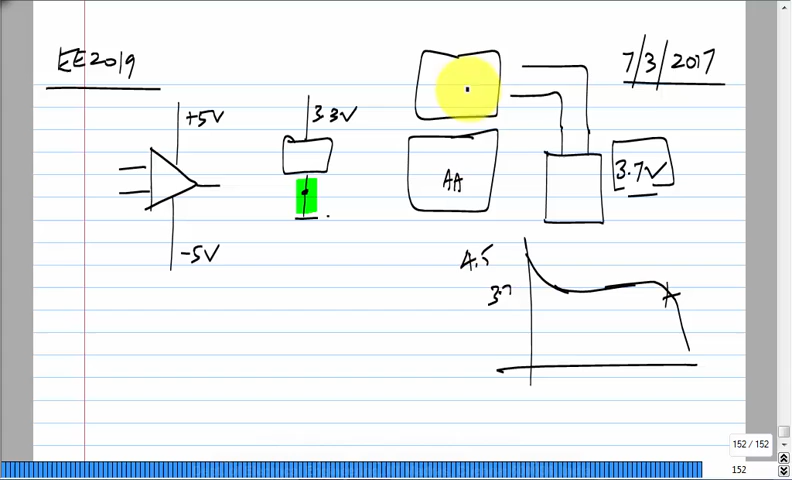 EE2019
7/3/2017
+5V
3.3V
AA
3.7V
-5V
4.5
3.7
152 / 152
152